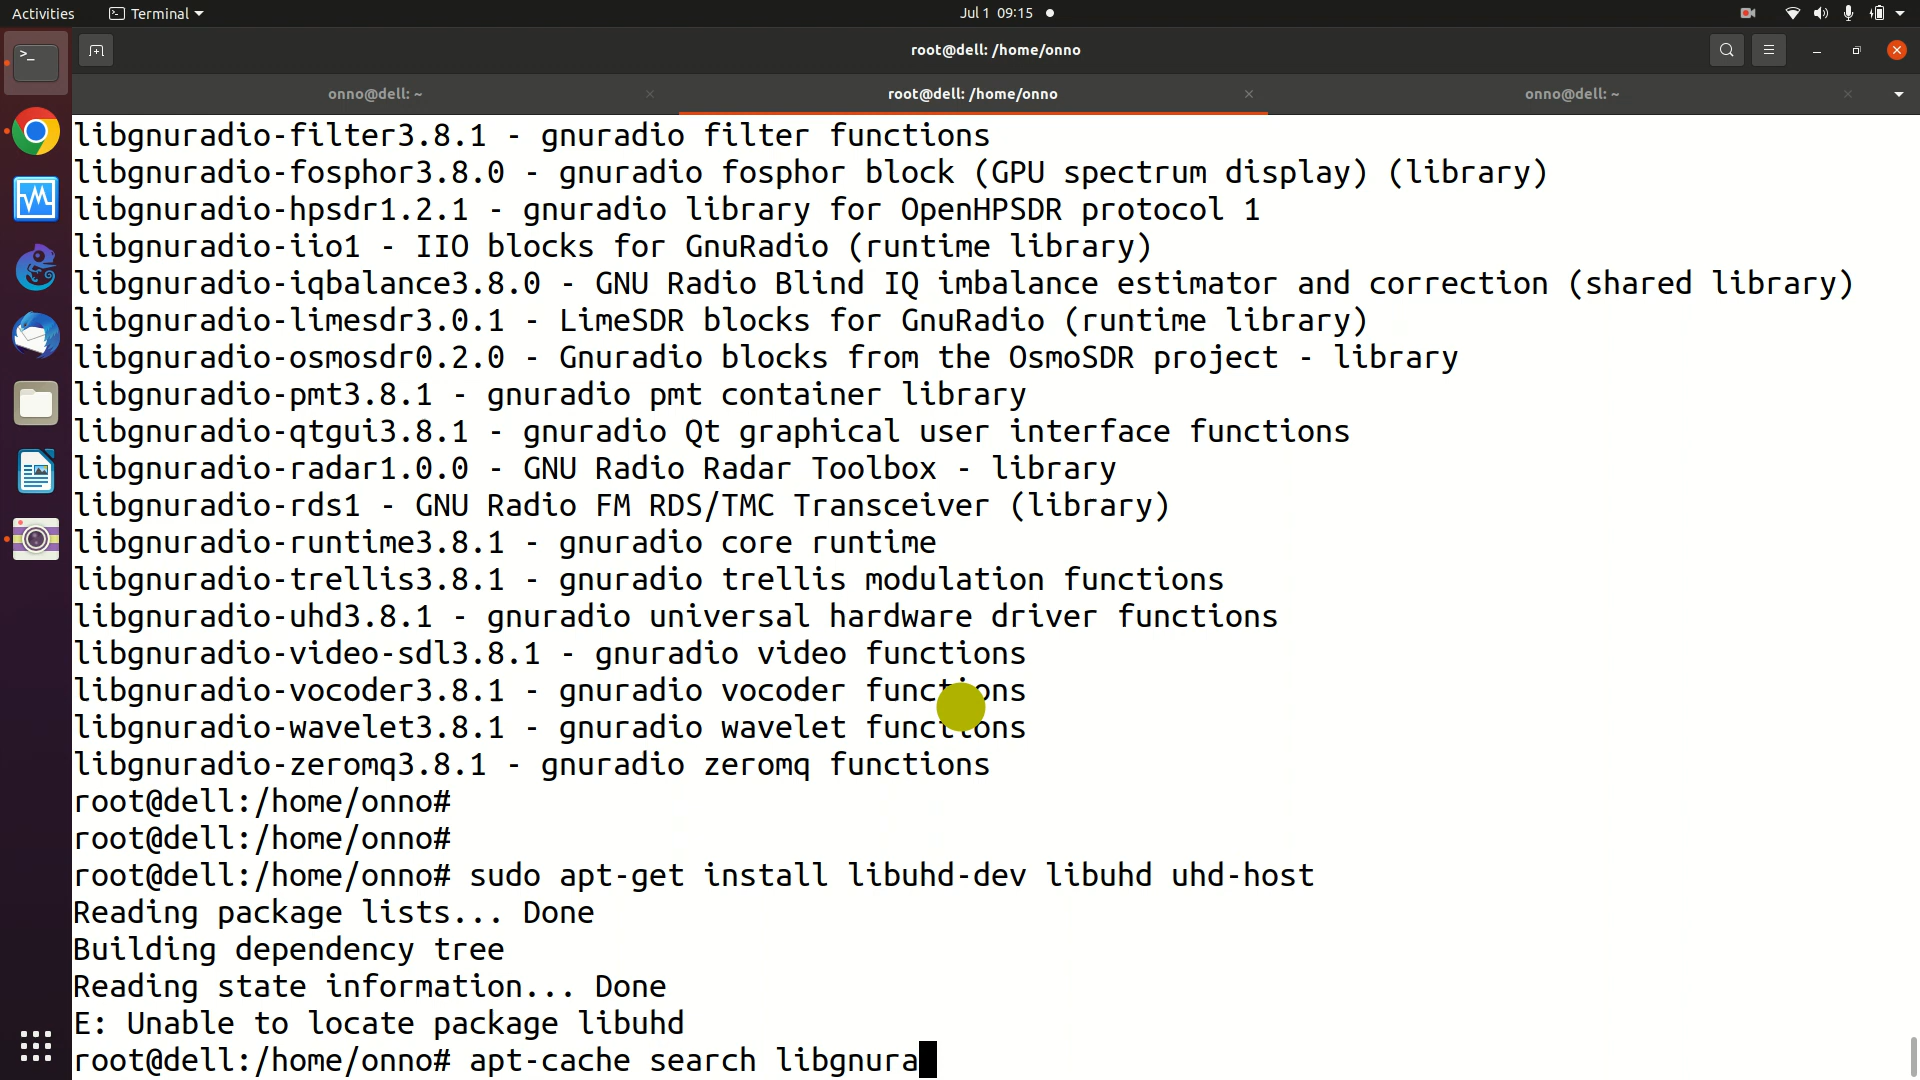 Activities
Terminal
Jul 1 09:15
root@dell: /home/onno
onno@dell: ~
root@dell: /home/onno
onno@dell: ~
libgnuradio-filter3.8.1 - gnuradio filter functions
libgnuradio-fosphor3.8.0 - gnuradio fosphor block (GPU spectrum display) (library)
libgnuradio-hpsdr1.2.1 - gnuradio library for OpenHPSDR protocol 1
libgnuradio-iio1 - IIO blocks for GnuRadio (runtime library)
libgnuradio-iqbalance3.8.0 - GNU Radio Blind IQ imbalance estimator and correction (shared library)
libgnuradio-limesdr3.0.1 - LimeSDR blocks for GnuRadio (runtime library)
libgnuradio-osmosdr0.2.0 - Gnuradio blocks from the OsmoSDR project - library
libgnuradio-pmt3.8.1 - gnuradio pmt container library
libgnuradio-qtgui3.8.1 - gnuradio Qt graphical user interface functions
libgnuradio-radar1.0.0 - GNU Radio Radar Toolbox - library
libgnuradio-rds1 - GNU Radio FM RDS/TMC Transceiver (library)
libgnuradio-runtime3.8.1 - gnuradio core runtime
libgnuradio-trellis3.8.1 - gnuradio trellis modulation functions
libgnuradio-uhd3.8.1 - gnuradio universal hardware driver functions
libgnuradio-video-sdl3.8.1 - gnuradio video functions
libgnuradio-vocoder3.8.1 - gnuradio vocoder functions
libgnuradio-wavelet3.8.1 - gnuradio wavelet functions
libgnuradio-zeromq3.8.1 - gnuradio zeromq functions
root@dell:/home/onno#
root@dell:/home/onno#
root@dell:/home/onno# sudo apt-get install libuhd-dev libuhd uhd-host
Reading package lists... Done
Building dependency tree
Reading state information... Done
E: Unable to locate package libuhd
root@dell:/home/onno# apt-cache search libgnura